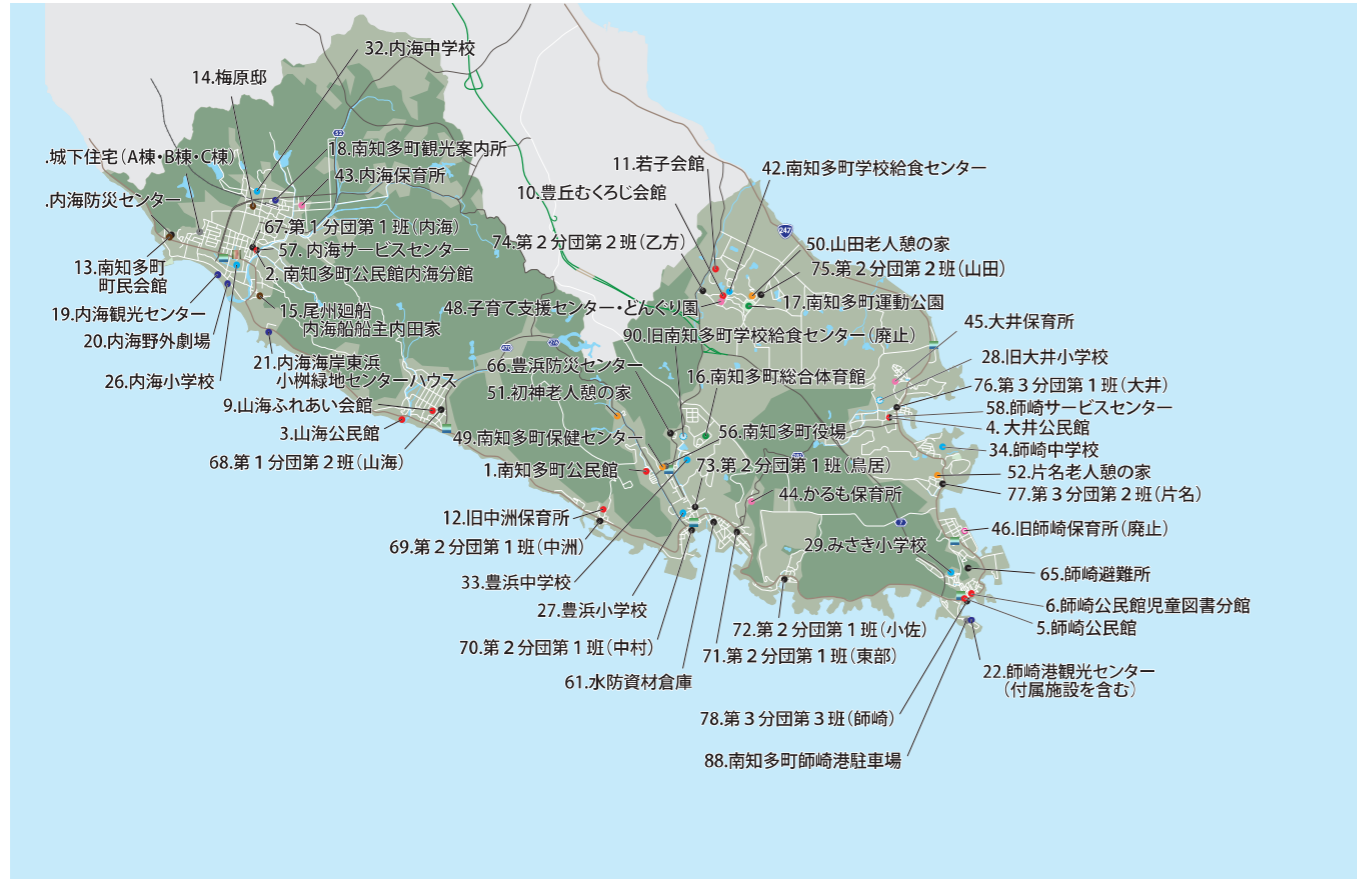 32.内海中学校
14.梅原邸
.城下住宅（A棟・B棟・C棟）
18.南知多町観光案内所
43.内海保育所
.内海防災センター
67.第１分団第１班（内海）
57.内海サービスセンター
2.南知多町公民館内海分館
13.南知多町
町民会館
15.尾州廻船
内海船船主内田家
19.内海観光センター
20.内海野外劇場
21.内海海岸東浜
小桝緑地センターハウス
26.内海小学校
9.山海ふれあい会館
3.山海公民館
68.第１分団第２班（山海）
11.若子会館
42.南知多町学校給食センター
10.豊丘むくろじ会館
74.第２分団第２班（乙方）
247
50.山田老人憩の家
75.第２分団第２班（山田）
17.南知多町運動公園
48.子育て支援センター・どんぐり園
90.旧南知多町学校給食センター（廃止）
45.大井保育所
28.旧大井小学校
66.豊浜防災センター
16.南知多町総合体育館
76.第３分団第１班（大井）
51.初神老人憩の家
58.師崎サービスセンター
4.大井公民館
49.南知多町保健センター
56.南知多町役場
34.師崎中学校
1.南知多町公民館
73.第２分団第１班（鳥居）
52.片名老人憩の家
44.かるも保育所
77.第３分団第２班（片名）
12.旧中洲保育所
7
46.旧師崎保育所（廃止）
69.第２分団第１班（中洲）
29.みさき小学校
33.豊浜中学校
65.師崎避難所
27.豊浜小学校
6.師崎公民館児童図書分館
72.第２分団第１班（小佐）
5.師崎公民館
70.第２分団第１班（中村）
71.第２分団第１班（東部）
61.水防資材倉庫
22.師崎港観光センター
（付属施設を含む）
78.第３分団第３班（師崎）
88.南知多町師崎港駐車場